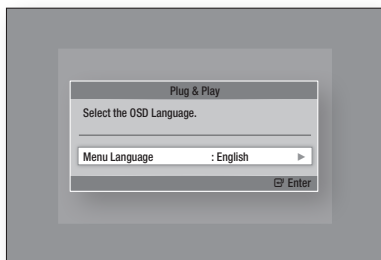 Plug & Play
Select the OSD Language.
Menu Language : English ►
Enter